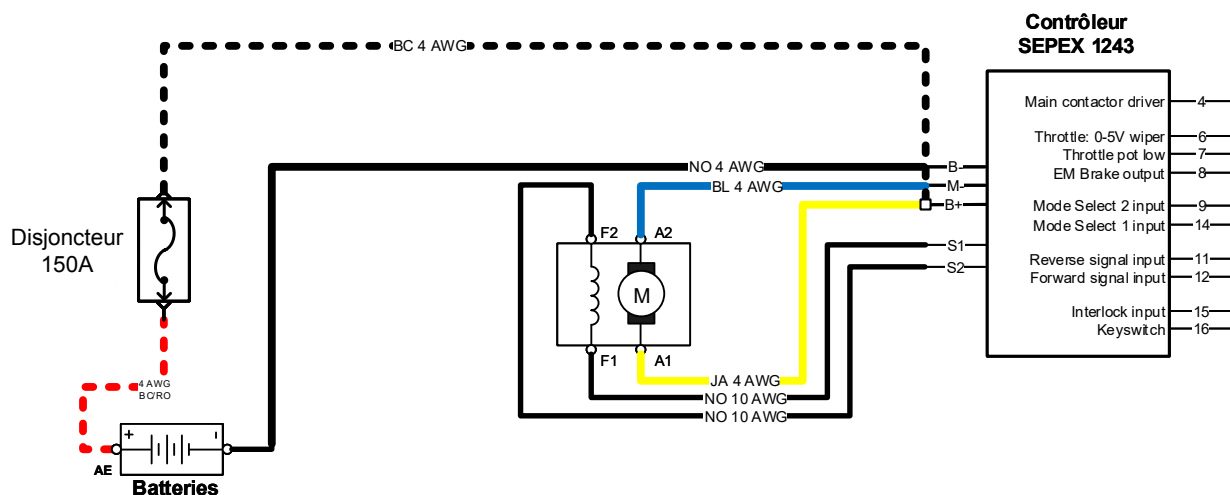 Contrôleur
SEPEX 1243
BC 4 AWG
Main contactor driver 4
Throttle: 0-5V wiper 6
Throttle pot low 7
EM Brake output 8
Mode Select 2 input 9
Mode Select 1 input 14
Reverse signal input 11
Forward signal input 12
Interlock input 15
Keyswitch 16
NO 4 AWG B-
BL 4 AWG M-
B+
S1
S2
Disjoncteur
150A
F2 A2
M
F1 A1
JA 4 AWG
NO 10 AWG
NO 10 AWG
4 AWG
BC/RO
+ -
AE
Batteries